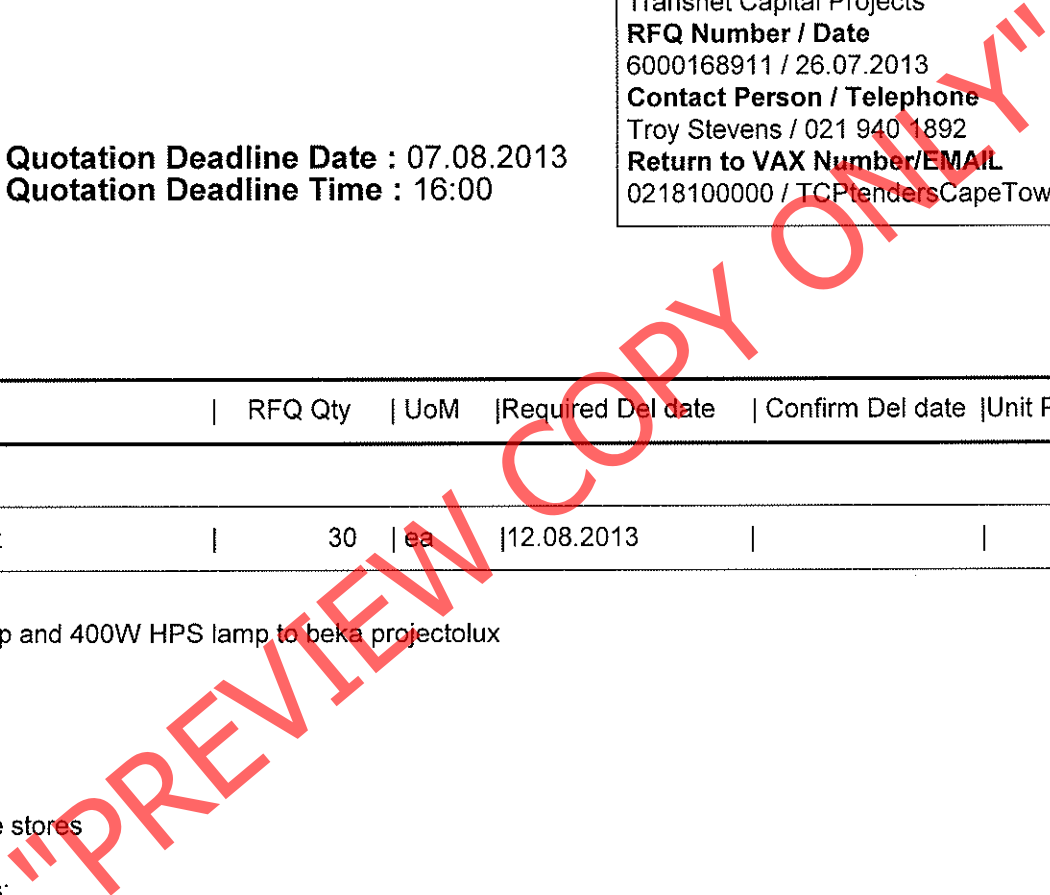 Transnet Capital Projects
RFQ Number / Date
6000168911 / 26.07.2013
Contact Person / Telephone
Troy Stevens / 021 940 1892
Return to VAX Number/EMAIL
0218100000 / TCPtendersCapeTow
Quotation Deadline Date : 07.08.2013
Quotation Deadline Time : 16:00
| RFQ Qty | UoM |Required Del date | Confirm Del date |Unit P
| 30 | ea |12.08.2013 | |
p and 400W HPS lamp to beka projectolux
e stores
"PREVIEW COPY ONLY"